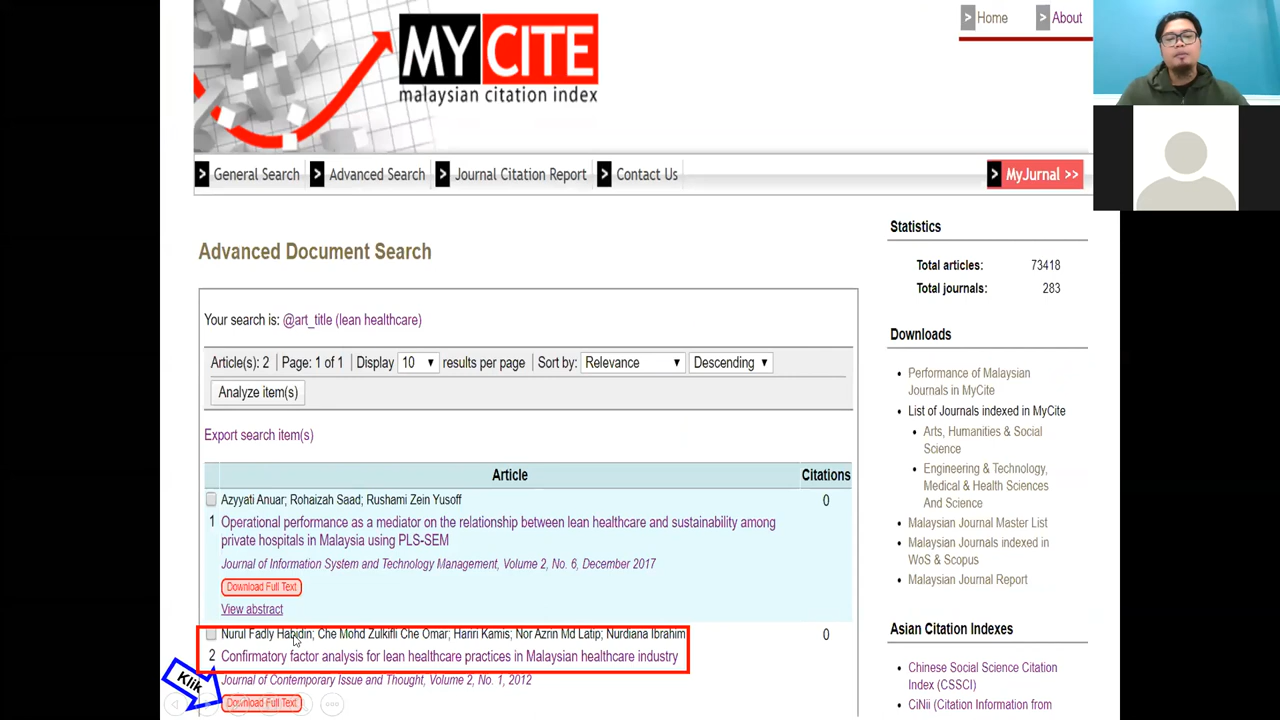 MYCITE
malaysian citation index
> Home > About
> General Search > Advanced Search > Journal Citation Report > Contact Us > MyJournal >>
Advanced Document Search
Your search is: @art_title (lean healthcare)
Article(s): 2 | Page: 1 of 1 | Display 10 ▼ results per page | Sort by: Relevance ▼ Descending ▼
Analyze item(s)
Export search item(s)
Article Citations
Azyyati Anuar; Rohaizah Saad; Rushami Zein Yusoff 0
1 Operational performance as a mediator on the relationship between lean healthcare and sustainability among
private hospitals in Malaysia using PLS-SEM
Journal of Information System and Technology Management, Volume 2, No. 6, December 2017
Download Full Text
View abstract
Nurul Fadly Habidin; Che Mohd Zulkifli Che Omar; Hariri Kamis; Nor Azrin Md Latip; Nurdiana Ibrahim 0
2 Confirmatory factor analysis for lean healthcare practices in Malaysian healthcare industry
Journal of Contemporary Issue and Thought, Volume 2, No. 1, 2012
Klik
Download Full Text
Statistics
Total articles: 73418
Total journals: 283
Downloads
Performance of Malaysian
Journals in MyCite
List of Journals indexed in MyCite
Arts, Humanities & Social
Science
Engineering & Technology,
Medical & Health Sciences
And Science
Malaysian Journal Master List
Malaysian Journals indexed in
WoS & Scopus
Malaysian Journal Report
Asian Citation Indexes
Chinese Social Science Citation
Index (CSSCI)
CiNii (Citation Information from